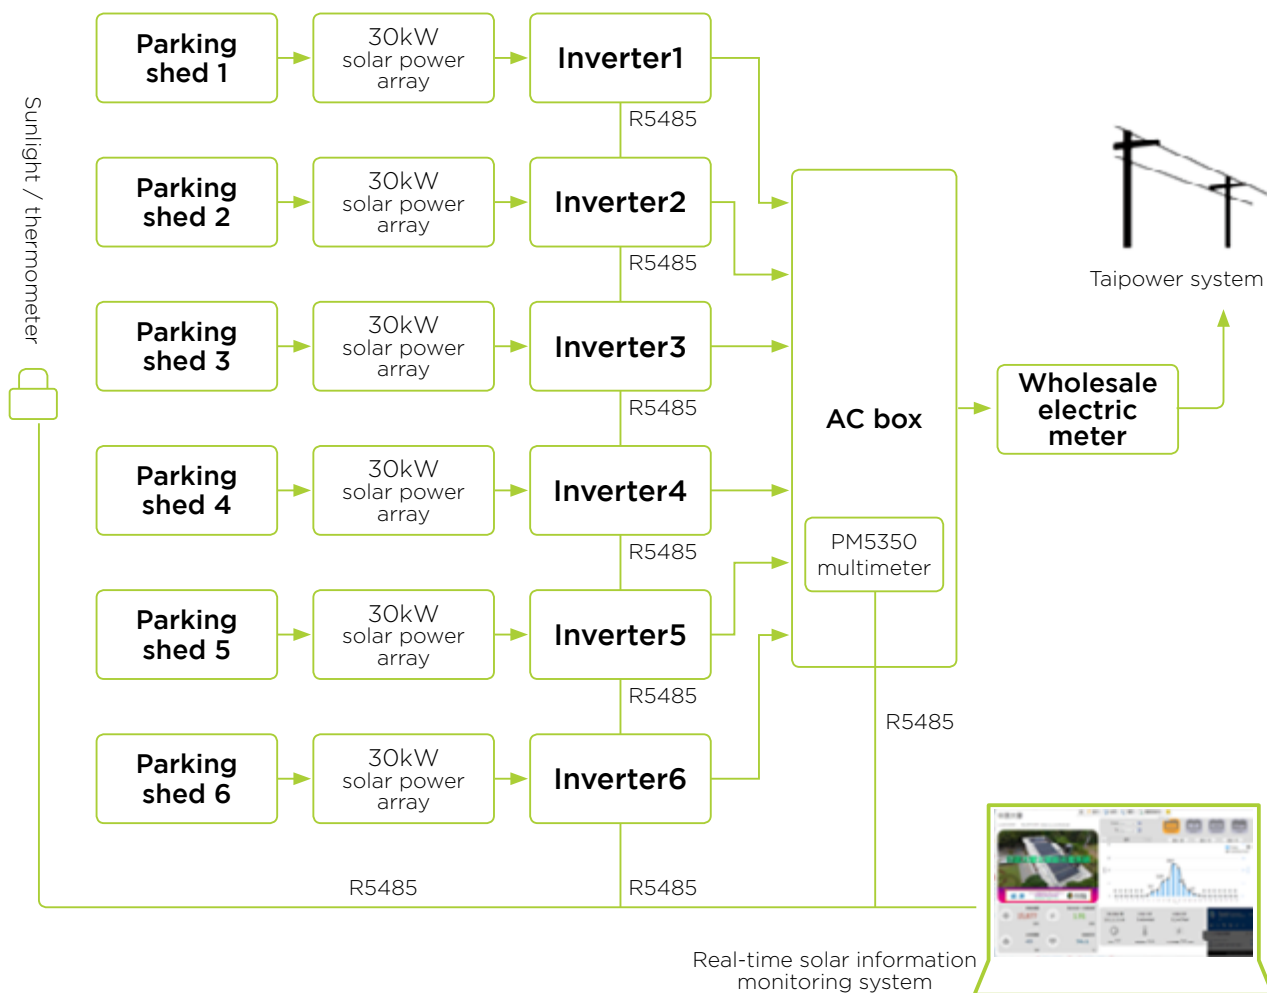 Sunlight / thermometer
Parking
shed 1
30kW
solar power
array
Inverter1
R5485
Parking
shed 2
30kW
solar power
array
Inverter2
R5485
Parking
shed 3
30kW
solar power
array
Inverter3
R5485
Parking
shed 4
30kW
solar power
array
Inverter4
R5485
Parking
shed 5
30kW
solar power
array
Inverter5
R5485
Parking
shed 6
30kW
solar power
array
Inverter6
R5485
R5485
AC box
PM5350
multimeter
R5485
Wholesale
electric
meter
Taipower system
Real-time solar information
monitoring system